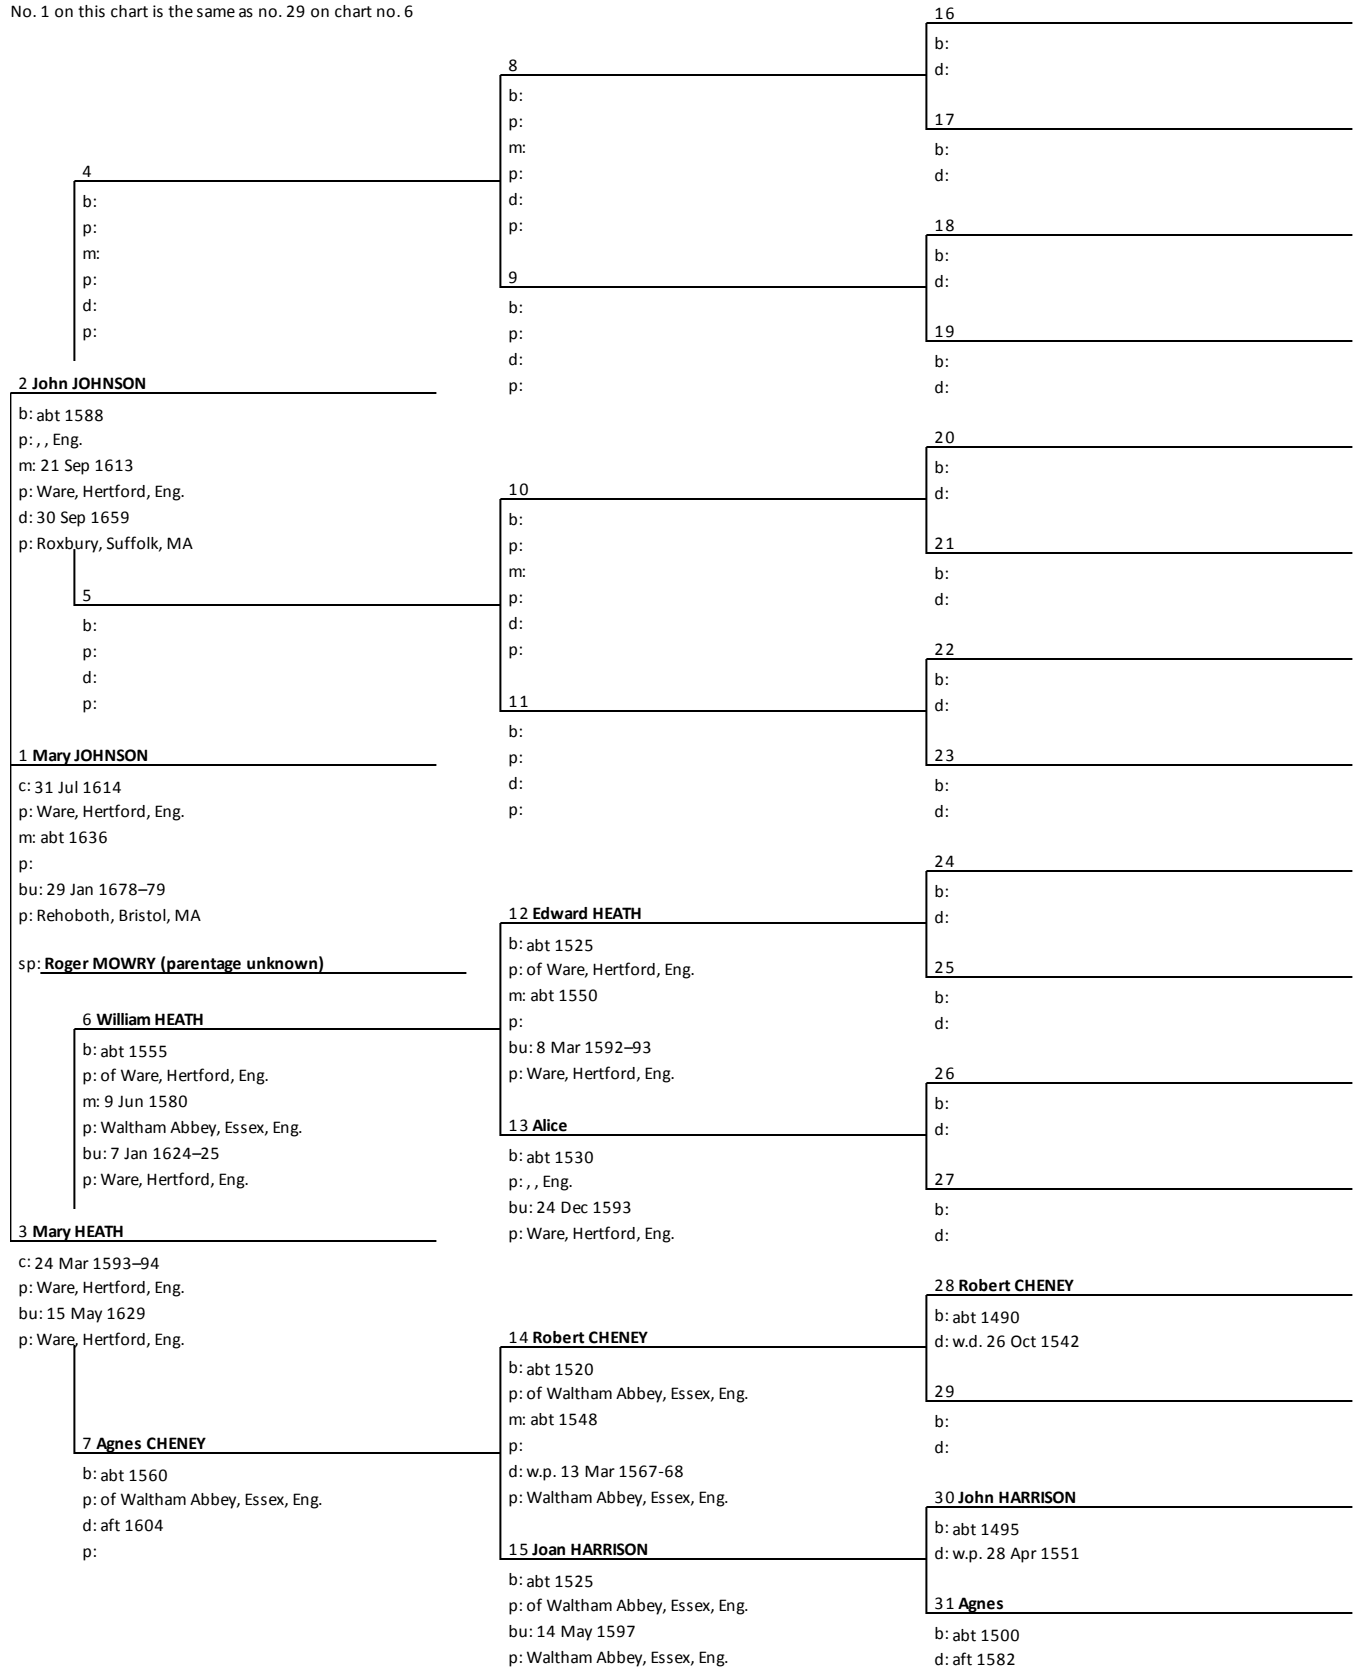 No. 1 on this chart is the same as no. 29 on chart no. 6
2 John JOHNSON
b: abt 1588
p: , , Eng.
m: 21 Sep 1613
p: Ware, Hertford, Eng.
d: 30 Sep 1659
p: Roxbury, Suffolk, MA
1 Mary JOHNSON
c: 31 Jul 1614
p: Ware, Hertford, Eng.
m: abt 1636
p:
bu: 29 Jan 1678–79
p: Rehoboth, Bristol, MA
sp: Roger MOWRY (parentage unknown)
3 Mary HEATH
c: 24 Mar 1593–94
p: Ware, Hertford, Eng.
bu: 15 May 1629
p: Ware, Hertford, Eng.
4
b:
p:
m:
p:
d:
p:
5
b:
p:
d:
p:
6 William HEATH
b: abt 1555
p: of Ware, Hertford, Eng.
m: 9 Jun 1580
p: Waltham Abbey, Essex, Eng.
bu: 7 Jan 1624–25
p: Ware, Hertford, Eng.
7 Agnes CHENEY
b: abt 1560
p: of Waltham Abbey, Essex, Eng.
d: aft 1604
p:
8
b:
p:
m:
p:
d:
p:
9
b:
p:
d:
p:
10
b:
p:
m:
p:
d:
p:
11
b:
p:
d:
p:
12 Edward HEATH
b: abt 1525
p: of Ware, Hertford, Eng.
m: abt 1550
p:
bu: 8 Mar 1592–93
p: Ware, Hertford, Eng.
13 Alice
b: abt 1530
p: , , Eng.
bu: 24 Dec 1593
p: Ware, Hertford, Eng.
14 Robert CHENEY
b: abt 1520
p: of Waltham Abbey, Essex, Eng.
m: abt 1548
p:
d: w.p. 13 Mar 1567-68
p: Waltham Abbey, Essex, Eng.
15 Joan HARRISON
b: abt 1525
p: of Waltham Abbey, Essex, Eng.
bu: 14 May 1597
p: Waltham Abbey, Essex, Eng.
16
b:
d:
17
b:
d:
18
b:
d:
19
b:
d:
20
b:
d:
21
b:
d:
22
b:
d:
23
b:
d:
24
b:
d:
25
b:
d:
26
b:
d:
27
b:
d:
28 Robert CHENEY
b: abt 1490
d: w.d. 26 Oct 1542
29
b:
d:
30 John HARRISON
b: abt 1495
d: w.p. 28 Apr 1551
31 Agnes
b: abt 1500
d: aft 1582